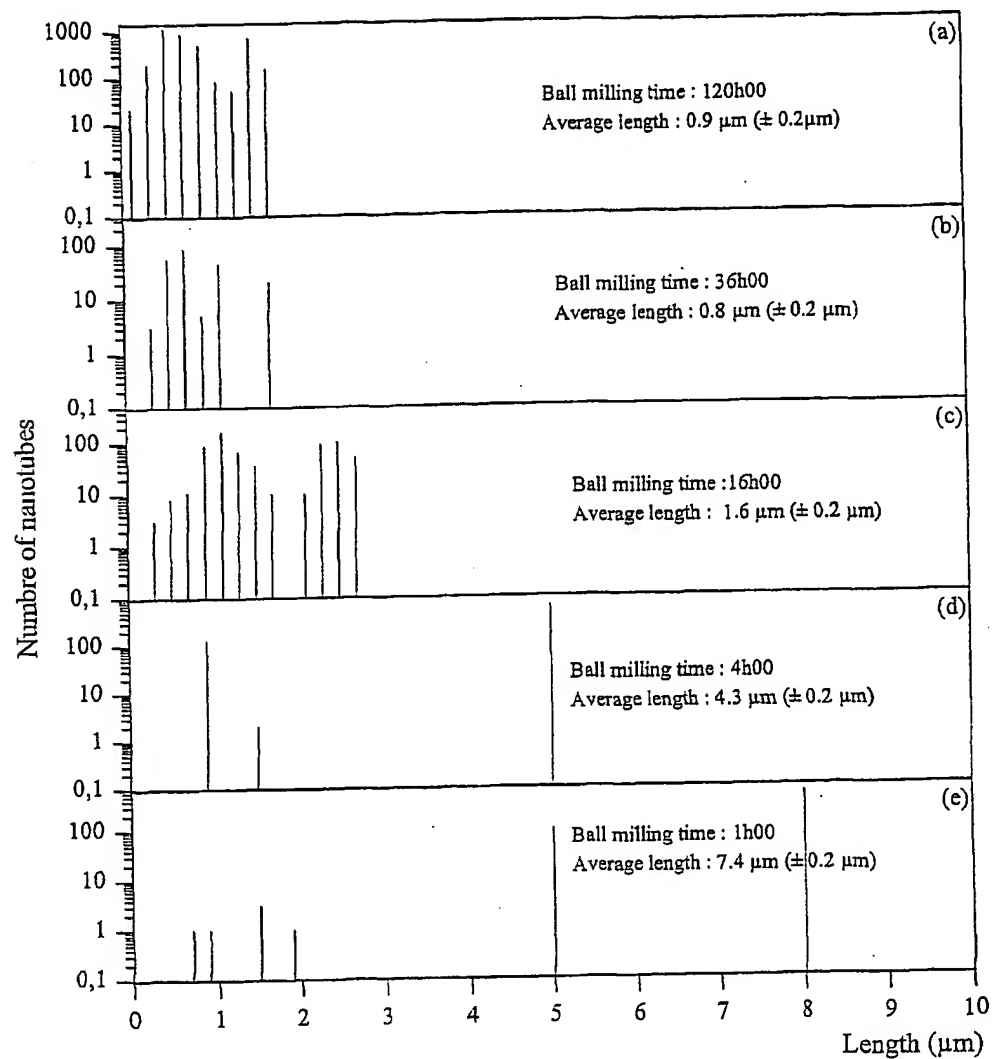 (a)
1000
100
10
1
0,1
Ball milling time : 120h00
Average length : 0.9 µm (± 0.2µm)
(b)
100
10
1
0,1
Ball milling time : 36h00
Average length : 0.8 µm (± 0.2 µm)
(c)
100
10
1
0,1
Ball milling time :16h00
Average length : 1.6 µm (± 0.2 µm)
(d)
100
10
1
0,1
Ball milling time : 4h00
Average length : 4.3 µm (± 0.2 µm)
(e)
100
10
1
0,1
Ball milling time : 1h00
Average length : 7.4 µm (± 0.2 µm)
Numbre of nanotubes
0 1 2 3 4 5 6 7 8 9 10
Length (µm)